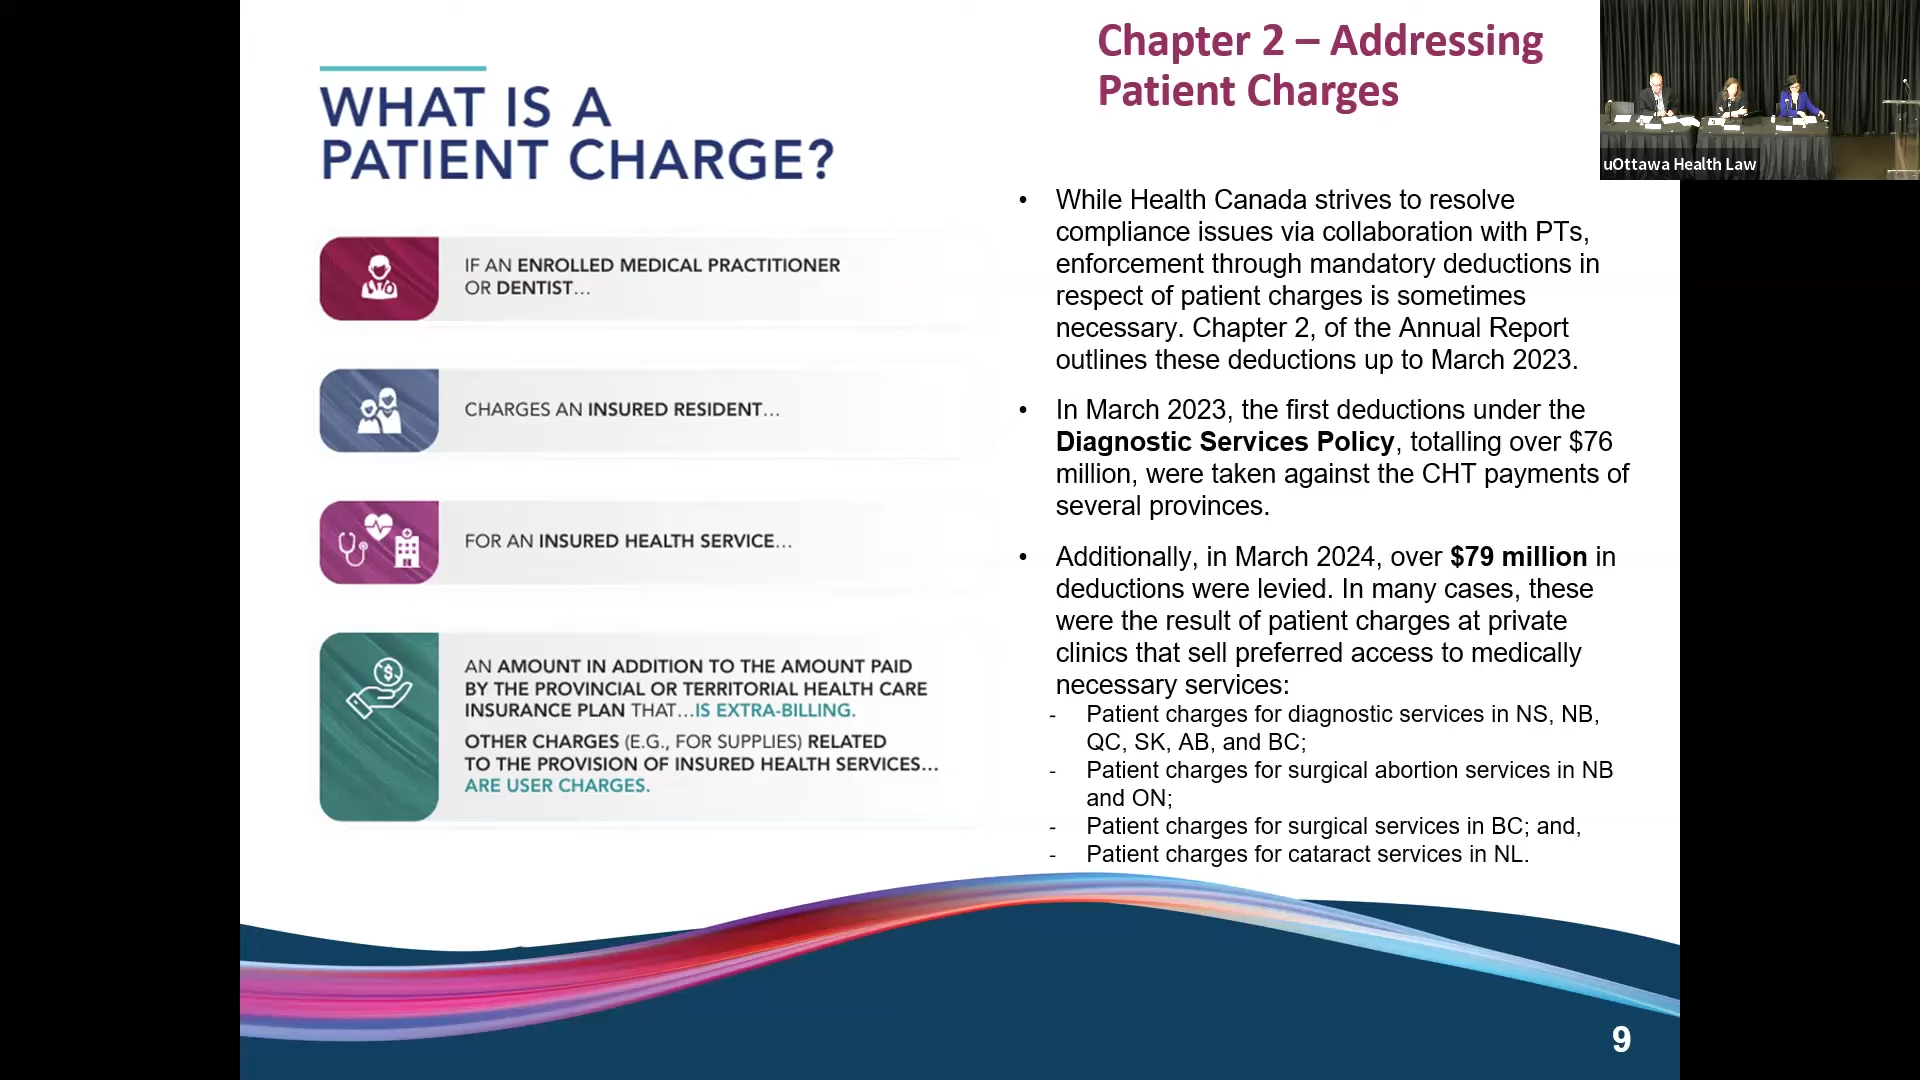 WHAT IS A
PATIENT CHARGE?
IF AN ENROLLED MEDICAL PRACTITIONER
OR DENTIST...
CHARGES AN INSURED RESIDENT...
FOR AN INSURED HEALTH SERVICE...
AN AMOUNT IN ADDITION TO THE AMOUNT PAID
BY THE PROVINCIAL OR TERRITORIAL HEALTH CARE
INSURANCE PLAN THAT...IS EXTRA-BILLING.
OTHER CHARGES (E.G., FOR SUPPLIES) RELATED
TO THE PROVISION OF INSURED HEALTH SERVICES...
ARE USER CHARGES.
Chapter 2 – Addressing
Patient Charges
• While Health Canada strives to resolve
compliance issues via collaboration with PTs,
enforcement through mandatory deductions in
respect of patient charges is sometimes
necessary. Chapter 2, of the Annual Report
outlines these deductions up to March 2023.
• In March 2023, the first deductions under the
Diagnostic Services Policy, totalling over $76
million, were taken against the CHT payments of
several provinces.
• Additionally, in March 2024, over $79 million in
deductions were levied. In many cases, these
were the result of patient charges at private
clinics that sell preferred access to medically
necessary services:
- Patient charges for diagnostic services in NS, NB,
QC, SK, AB, and BC;
- Patient charges for surgical abortion services in NB
and ON;
- Patient charges for surgical services in BC; and,
- Patient charges for cataract services in NL.
uOttawa Health Law
9